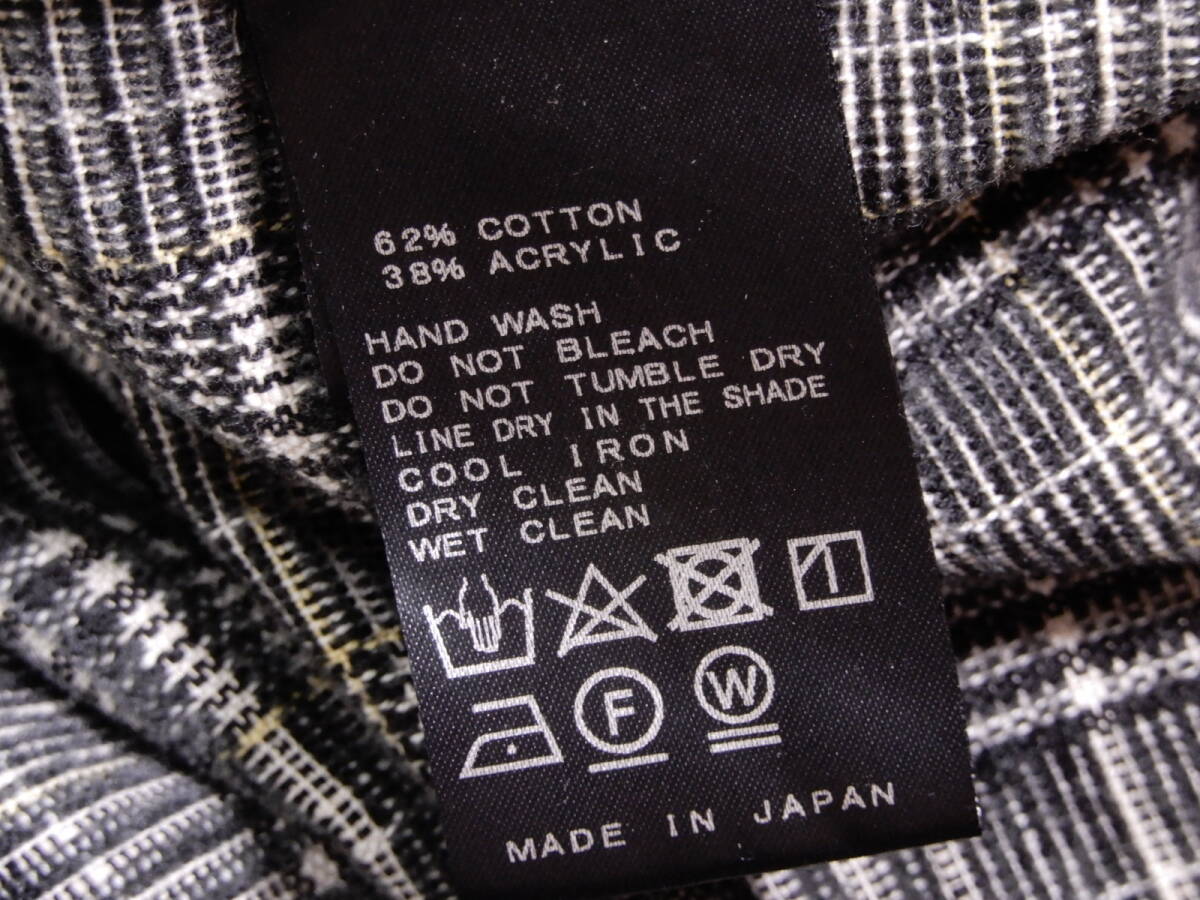 62% COTTON
38% ACRYLIC
HAND WASH
DO NOT BLEACH
DO NOT TUMBLE DRY
LINE DRY IN THE SHADE
COOL IRON
DRY CLEAN
WET CLEAN
F W
MADE IN JAPAN